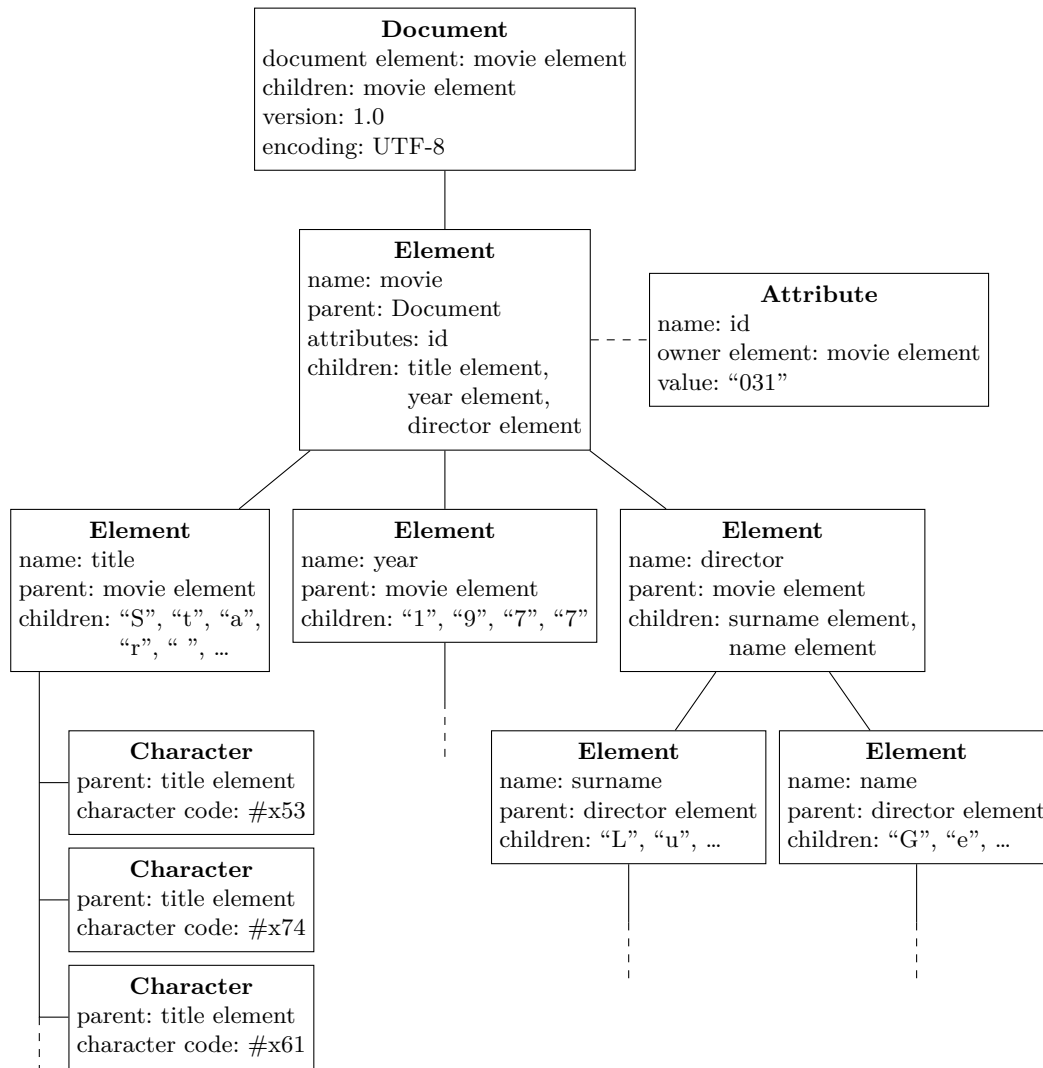 Document
document element: movie element
children: movie element
version: 1.0
encoding: UTF-8
Element
name: movie
parent: Document
attributes: id
children: title element,
year element,
director element
Attribute
name: id
owner element: movie element
value: “031”
Element
name: title
parent: movie element
children: “S”, “t”, “a”,
“r”, “ ”, ...
Element
name: year
parent: movie element
children: “1”, “9”, “7”, “7”
Element
name: director
parent: movie element
children: surname element,
name element
Character
parent: title element
character code: #x53
Character
parent: title element
character code: #x74
Character
parent: title element
character code: #x61
Element
name: surname
parent: director element
children: “L”, “u”, ...
Element
name: name
parent: director element
children: “G”, “e”, ...